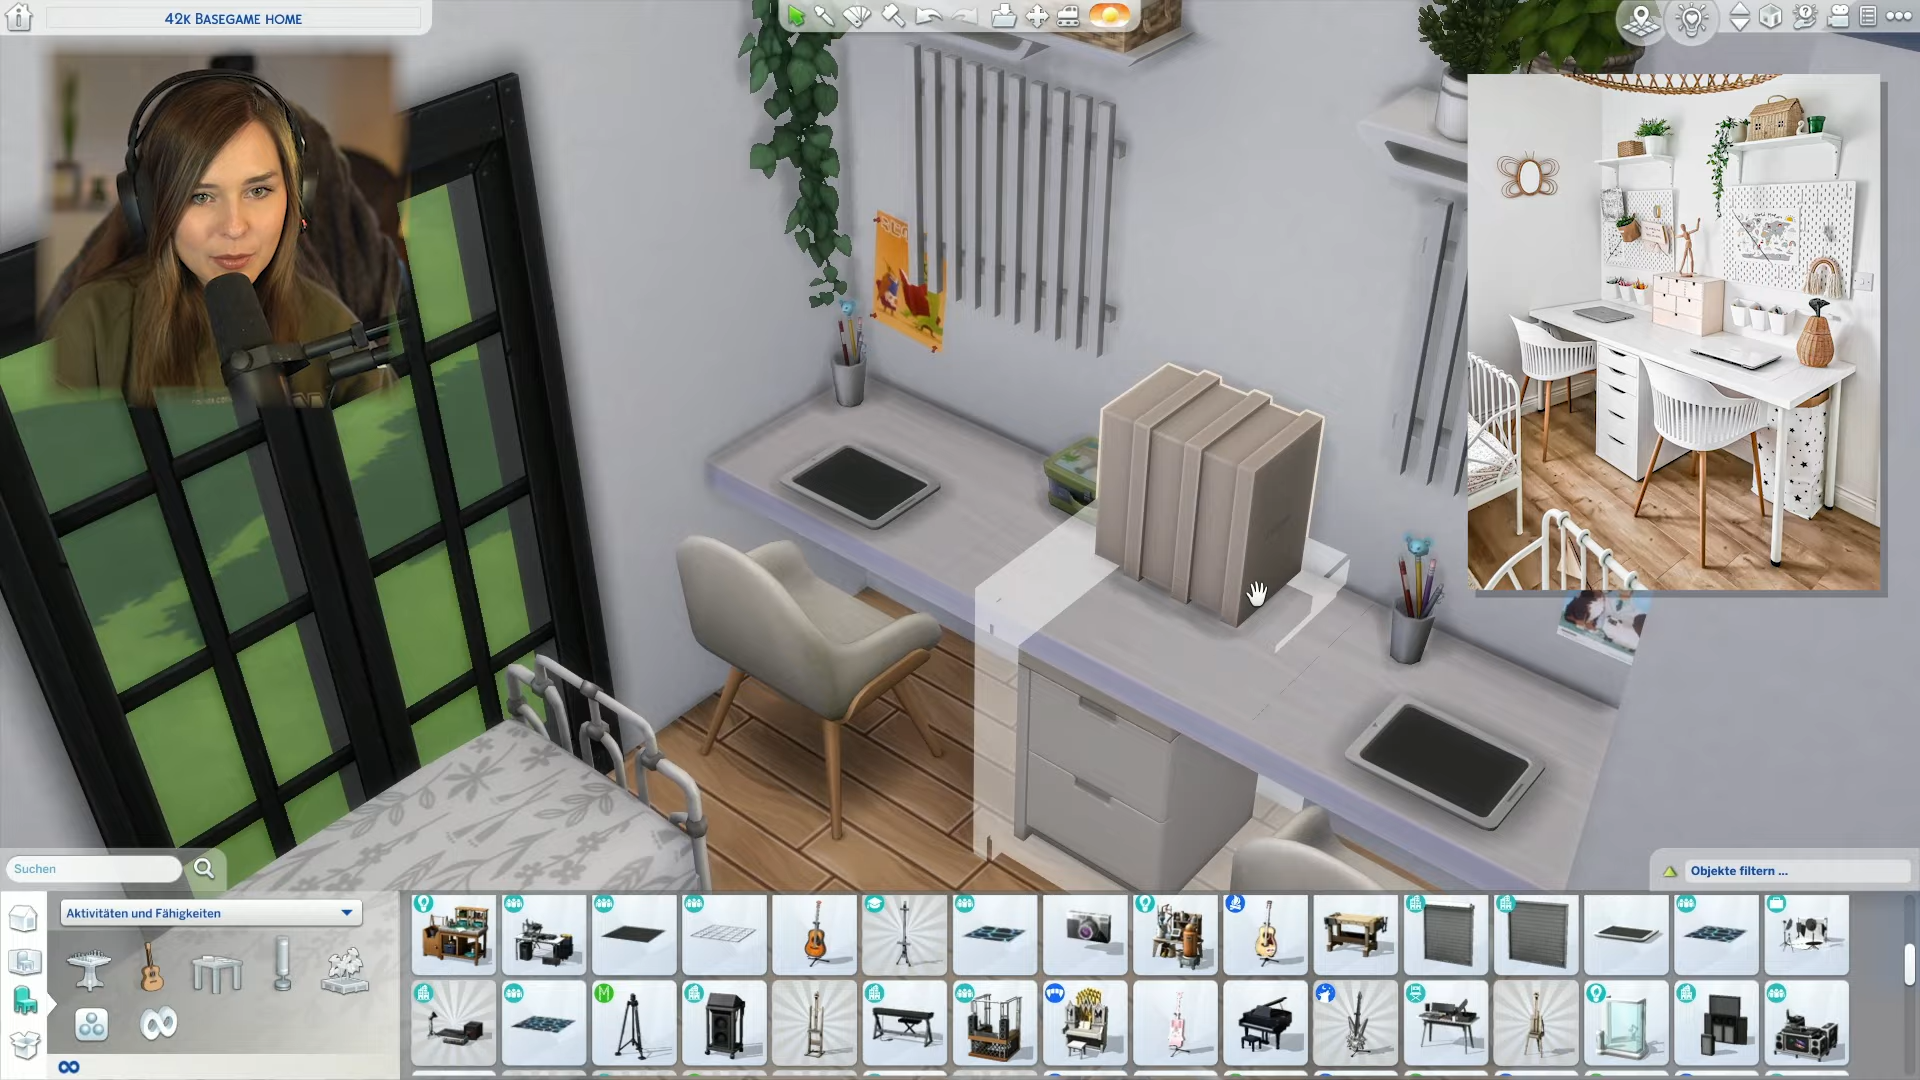 42k Basegame home
Suchen
Objekte filtern ...
Aktivitäten und Fähigkeiten